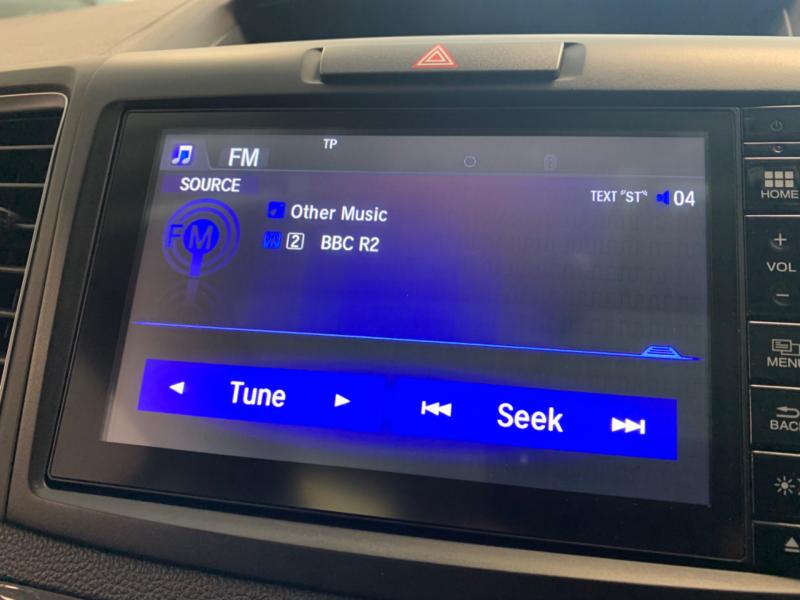 TP
FM
SOURCE
TEXT "ST" 04
Other Music
FM
2 BBC R2
Tune
Seek
HOME
+
VOL
−
MENU
BACK